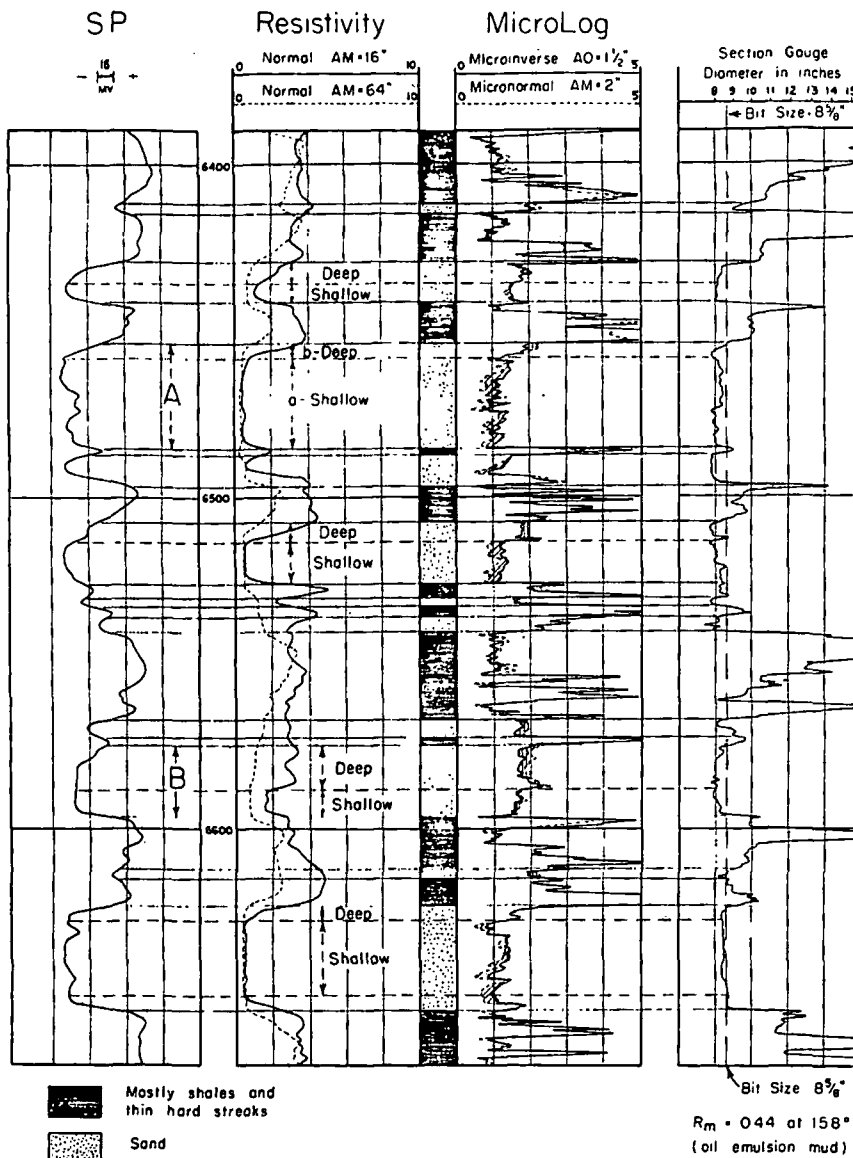 SP Resistivity MicroLog
- 16 +
MV
0 Normal AM=16" 10
0 Normal AM=64" 10
0 Microinverse AO=1½" 5
0 Micronormal AM=2" 5
Section Gauge
Diameter in inches
8 9 10 11 12 13 14 15
Bit Size=8⅝"
6400
Deep
Shallow
b-Deep
A
a-Shallow
6500
Deep
Shallow
B
Deep
Shallow
6600
Deep
Shallow
Mostly shales and
thin hard streaks
Sand
Bit Size 8⅝"
Rm = 044 at 158°
(oil emulsion mud)